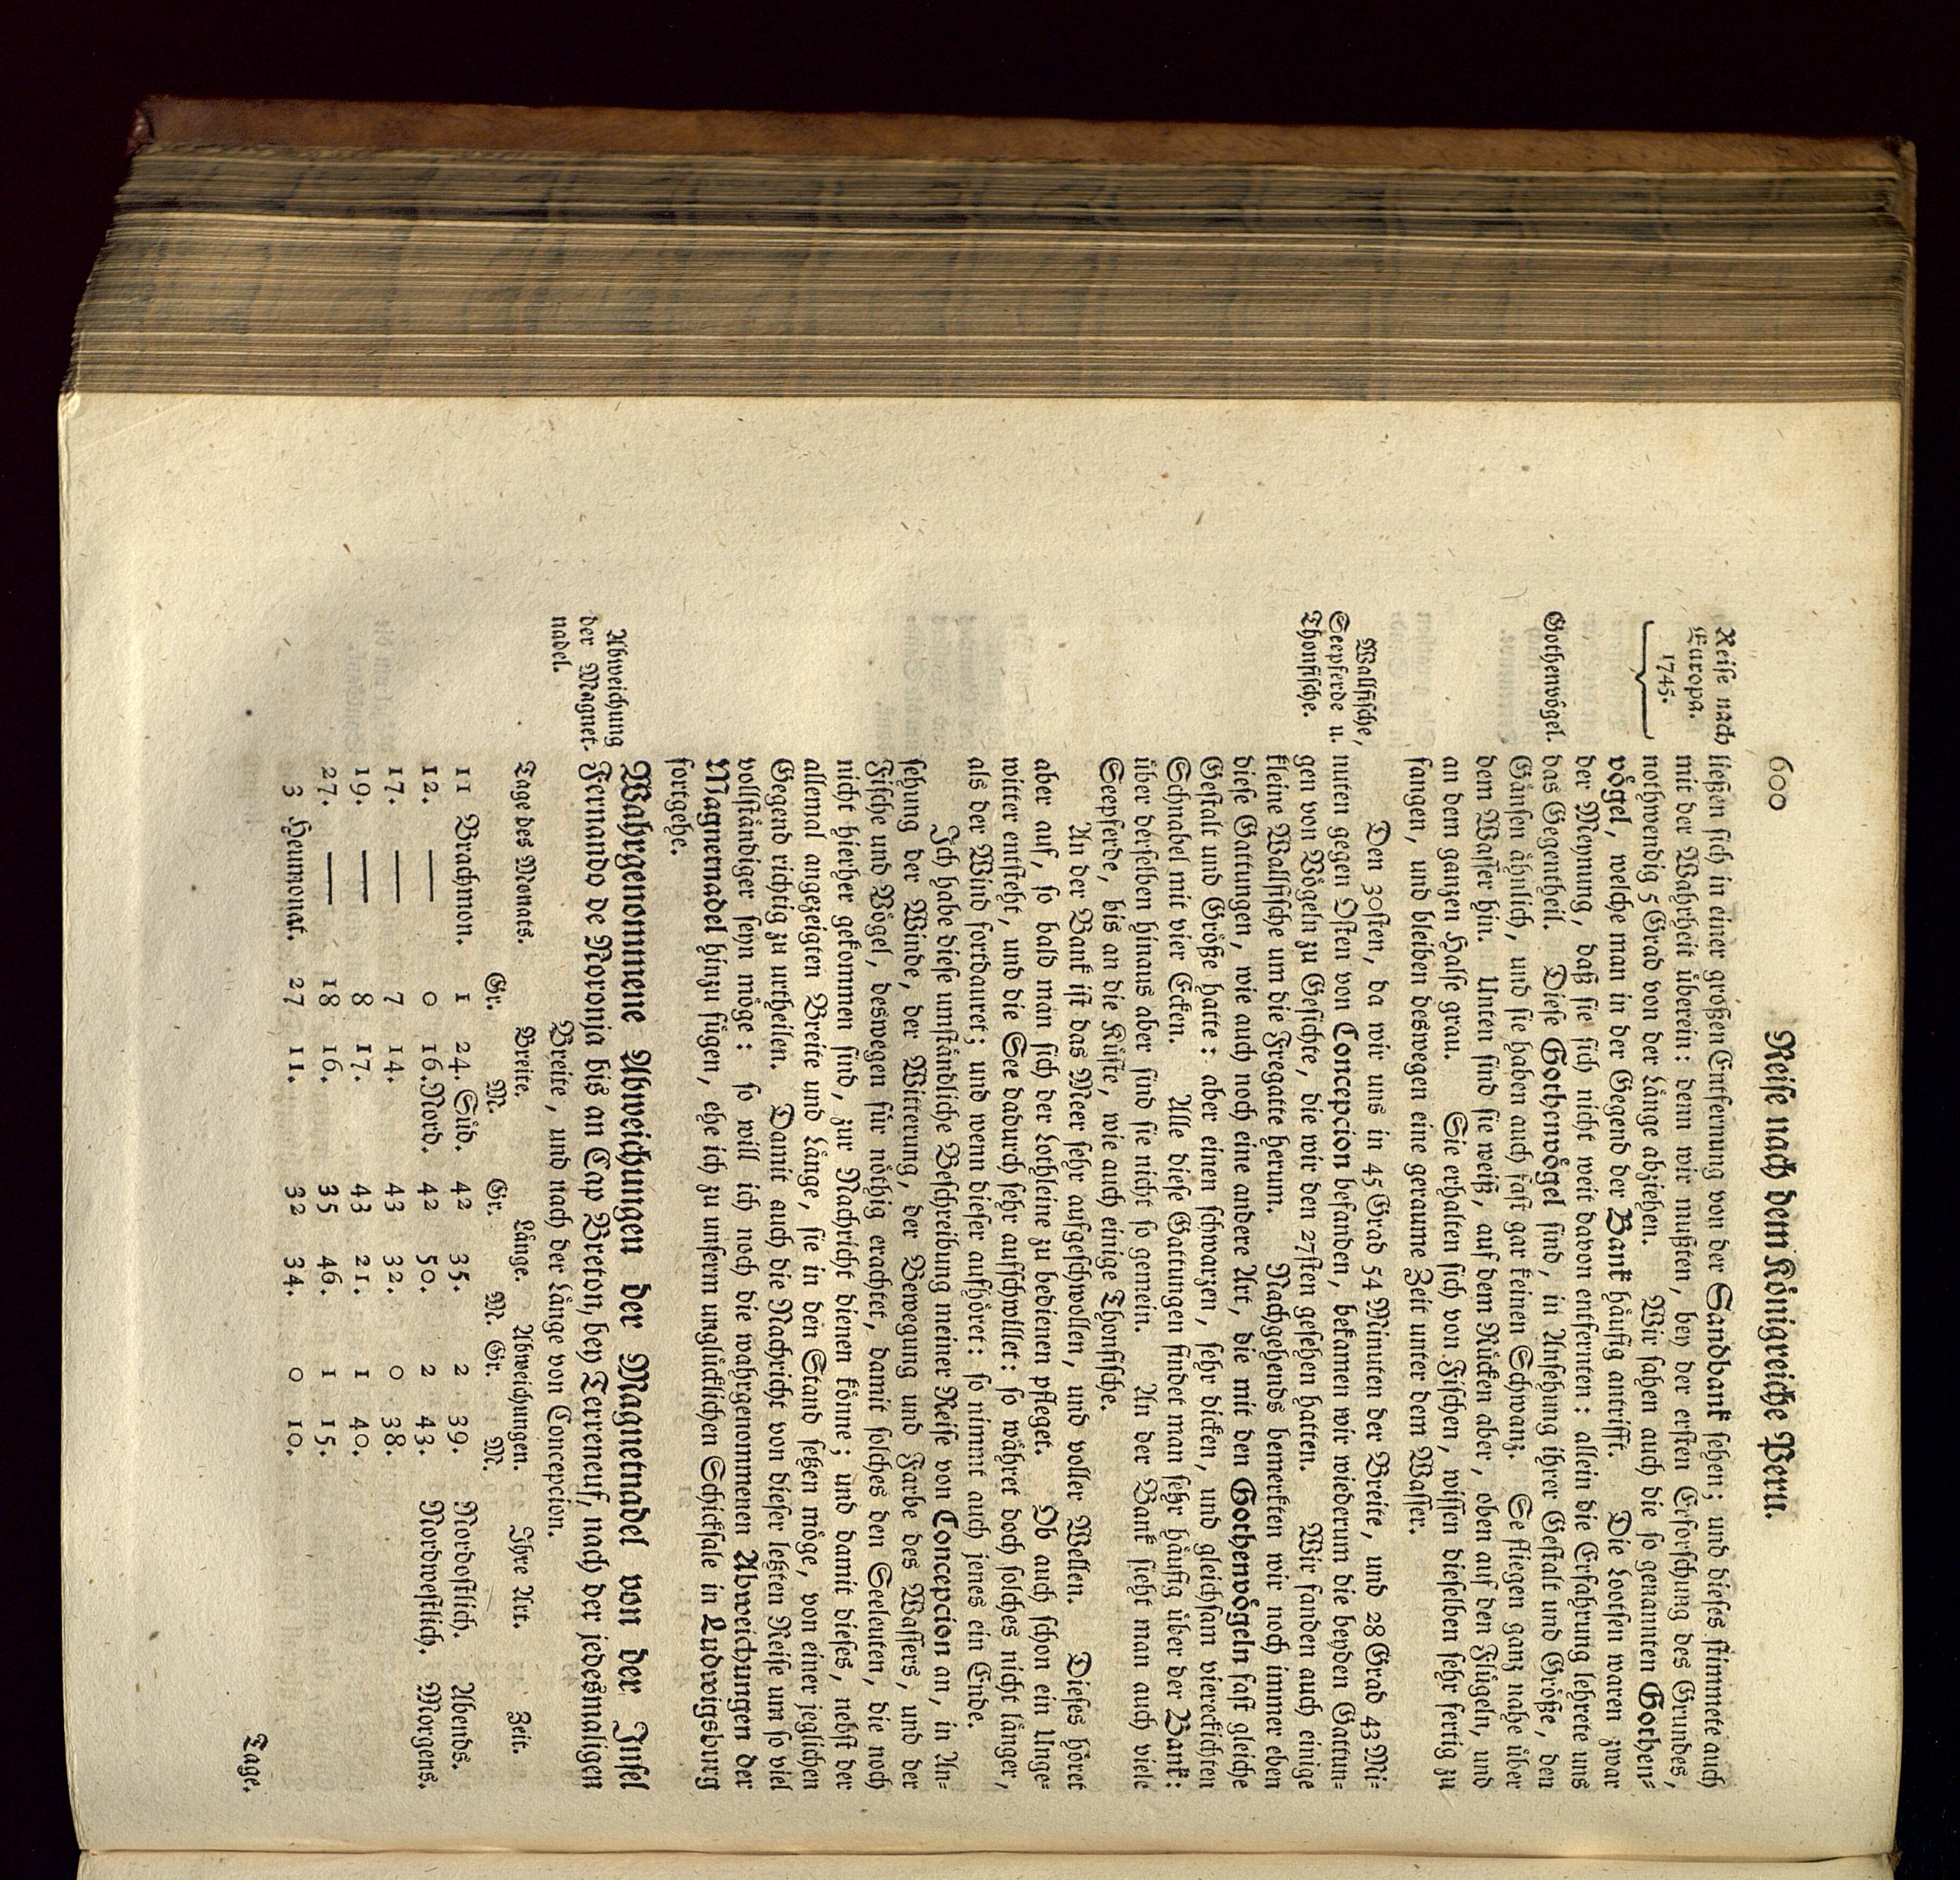 600 Reise nach dem Königreiche Peru.
Reise nach
Europa.
1745.
ließen sich in einer großen Entfernung von der Sandbank sehen; und dieses stimmete auch
mit der Wahrheit überein: denn wir mußten, bey der ersten Erforschung des Grundes,
nothwendig 5 Grad von der Länge abziehen. Wir sahen auch die so genannten Gothen-
vögel, welche man in der Gegend der Bank häufig antrifft. Die Lootsen waren zwar
der Meynung, daß sie sich nicht weit davon entfernten: allein die Erfahrung lehrete uns
Gothenvögel.
das Gegentheil. Diese Gothenvögel sind, in Ansehung ihrer Gestalt und Größe, den
Gänsen ähnlich, und sie haben auch fast gar keinen Schwanz. Se fliegen ganz nahe über
dem Wasser hin. Unten sind sie weiß, auf dem Rücken aber, oben auf den Flügeln, und
an dem ganzen Halse grau. Sie erhalten sich von Fischen, wissen dieselben sehr fertig zu
fangen, und bleiben deswegen eine geraume Zeit unter dem Wasser.
Wallfische,
Seepferde u.
Thonfische.
Den 30sten, da wir uns in 45 Grad 54 Minuten der Breite, und 28 Grad 43 Mi-
nuten gegen Osten von Concepcion befanden, bekamen wir wiederum die beyden Gattun-
gen von Vögeln zu Gesichte, die wir den 27sten gesehen hatten. Wir fanden auch einige
kleine Wallfische um die Fregatte herum. Nachgehends bemerkten wir noch immer eben
diese Gattungen, wie auch noch eine andere Art, die mit den Gothenvögeln fast gleiche
Gestalt und Größe hatte: aber einen schwarzen, sehr dicken, und gleichsam viereckichten
Schnabel mit vier Ecken. Alle diese Gattungen findet man sehr häufig über der Bank:
über derselben hinaus aber sind sie nicht so gemein. An der Bank sieht man auch viele
Seepferde, bis an die Küste, wie auch einige Thonfische.
An der Bank ist das Meer sehr aufgeschwollen, und voller Wellen. Dieses höret
aber auf, so bald man sich der Lothleine zu bedienen pfleget. Ob auch schon ein Unge-
witter entsteht, und die See dadurch sehr aufschwillet: so währet doch solches nicht länger,
als der Wind fortdauret; und wenn dieser aufhöret: so nimmt auch jenes ein Ende.
Ich habe diese umständliche Beschreibung meiner Reise von Concepcion an, in An-
sehung der Winde, der Witterung, der Bewegung und Farbe des Wassers, und der
Fische und Vögel, deswegen für nöthig erachtet, damit solches den Seeleuten, die noch
nicht hierher gekommen sind, zur Nachricht dienen könne; und damit dieses, nebst der
allemal angezeigten Breite und Länge, sie in den Stand setzen möge, von einer jeglichen
Gegend richtig zu urtheilen. Damit auch die Nachricht von dieser letzten Reise um so viel
vollständiger seyn möge: so will ich noch die wahrgenommenen Abweichungen der
Magnetnadel hinzu fügen, ehe ich zu unserm unglücklichen Schicksale in Ludwigsburg
fortgehe.
Abweichung
der Magnet-
nadel.
Wahrgenommene Abweichungen der Magnetnadel von der Insel
Fernando de Noronja bis an Cap Breton, bey Terreneuf, nach der jedesmaligen
Breite, und nach der Länge von Concepcion.
Tage des Monats. Breite. Länge. Abweichungen. Ihre Art. Zeit.
Gr. M. Gr. M. Gr. M.
11 Brachmon. 1 24. Süd. 42 35. 2 39. Nordostlich. Abends.
12. — 0 16. Nord. 42 50. 2 43. Nordwestlich. Morgens.
17. — 7 14. 43 32. 0 38.
19. — 8 17. 43 21. 1 40.
27. — 18 16. 35 46. 1 15.
3 Heumonat. 27 11. 32 34. 0 10.
Tage.